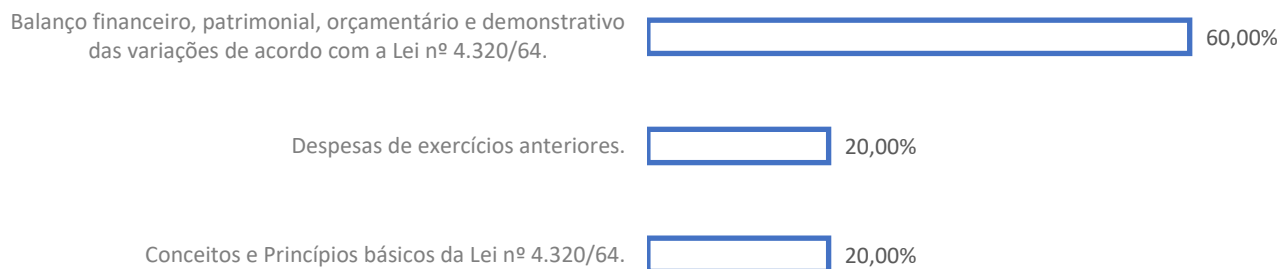 Balanço financeiro, patrimonial, orçamentário e demonstrativo
das variações de acordo com a Lei nº 4.320/64.
60,00%
Despesas de exercícios anteriores.
20,00%
Conceitos e Princípios básicos da Lei nº 4.320/64.
20,00%